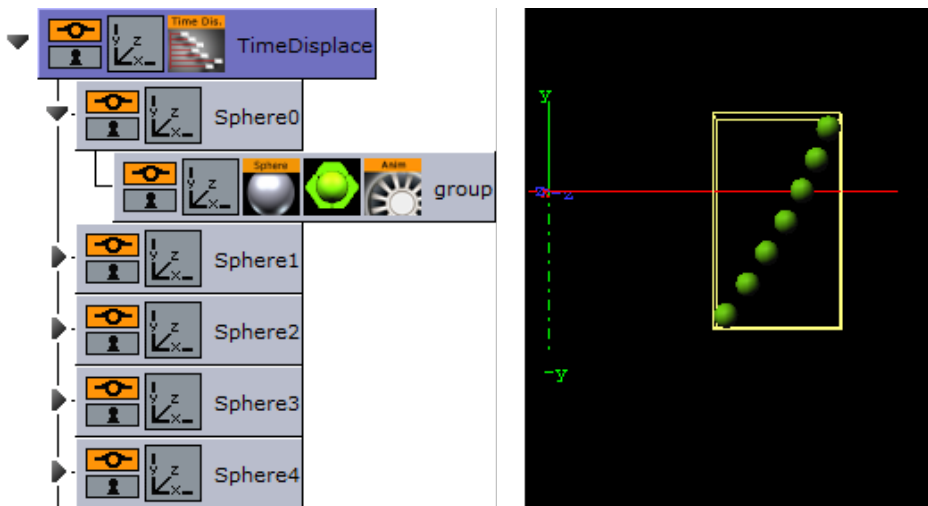 Time Dis.
y z
x
TimeDisplace
y z
x
Sphere0
y z
x
Sphere
Anim
group
y z
x
Sphere1
y z
x
Sphere2
y z
x
Sphere3
y z
x
Sphere4
y
-z
-y